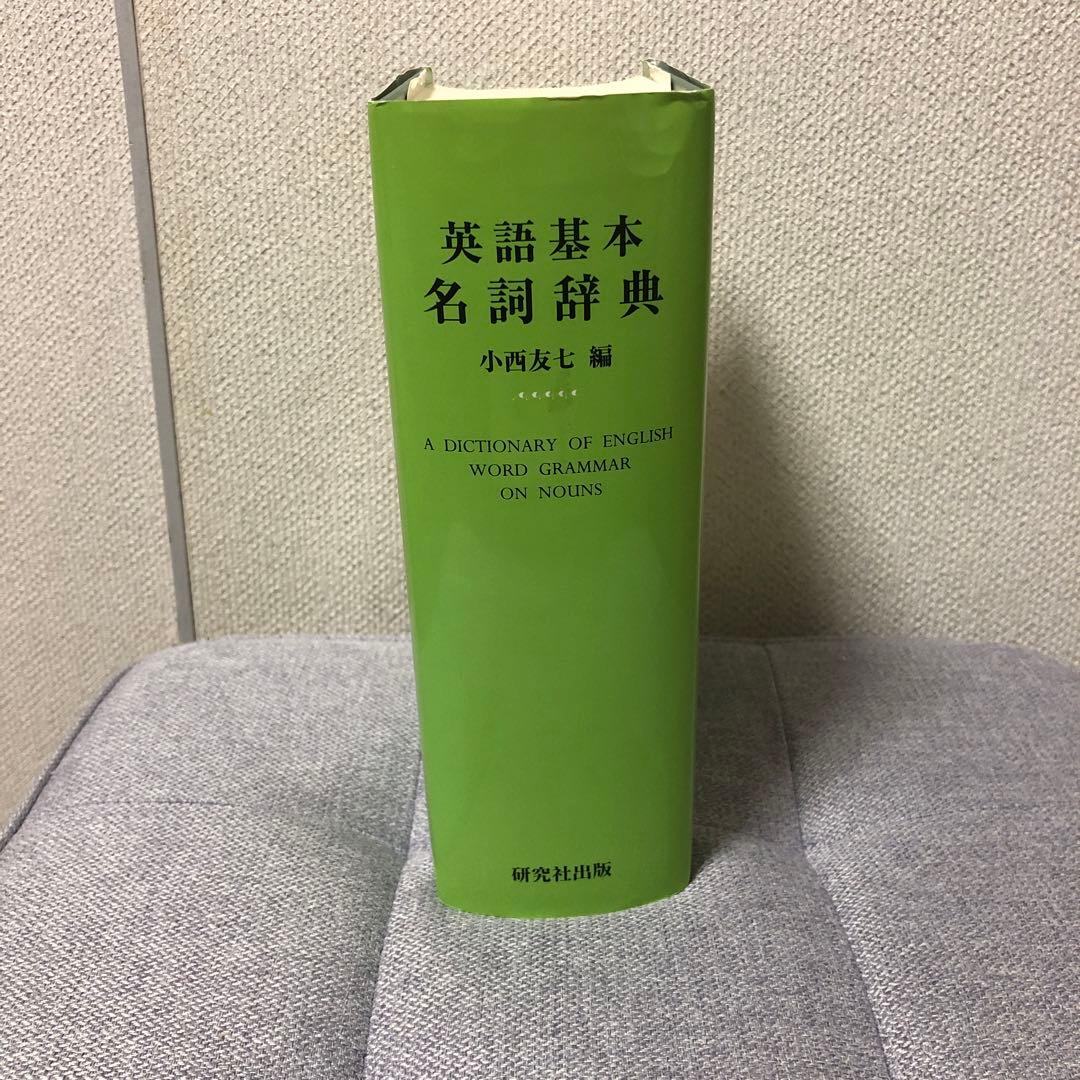 英語基本
名詞辞典
小西友七 編
A DICTIONARY OF ENGLISH
WORD GRAMMAR
ON NOUNS
研究社出版